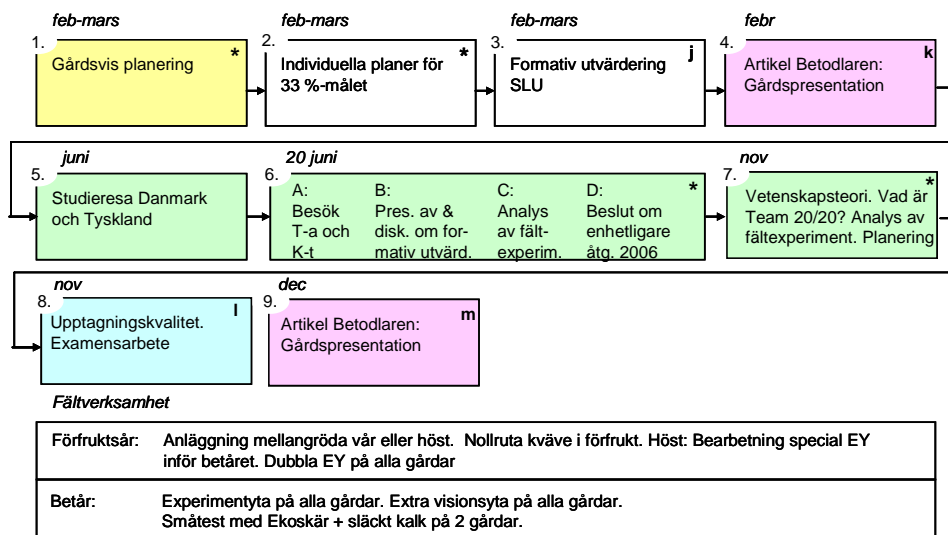 feb-mars
feb-mars
feb-mars
febr
1.
*
Gårdsvis planering
2.
*
Individuella planer för
33 %-målet
3.
j
Formativ utvärdering
SLU
4.
k
Artikel Betodlaren:
Gårdspresentation
juni
20 juni
nov
5.
Studieresa Danmark
och Tyskland
6.
*
A:
Besök
T-a och
K-t
B:
Pres. av &
disk. om for-
mativ utvärd.
C:
Analys
av fält-
experim.
D:
Beslut om
enhetligare
åtg. 2006
7.
*
Vetenskapsteori. Vad är
Team 20/20? Analys av
fältexperiment. Planering
nov
dec
8.
l
Upptagningskvalitet.
Examensarbete
9.
m
Artikel Betodlaren:
Gårdspresentation
Fältverksamhet
Förfruktsår: Anläggning mellangröda vår eller höst. Nollruta kväve i förfrukt. Höst: Bearbetning special EY
inför betåret. Dubbla EY på alla gårdar
Betår: Experimentyta på alla gårdar. Extra visionsyta på alla gårdar.
Småtest med Ekoskär + släckt kalk på 2 gårdar.